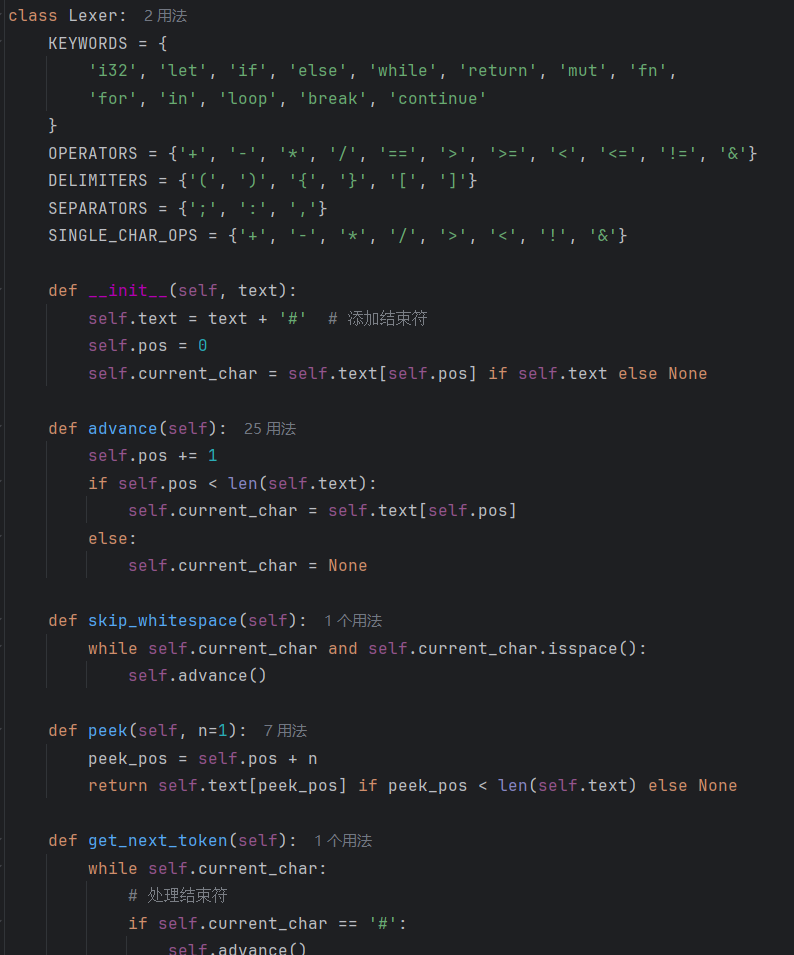 class Lexer:  2 用法
    KEYWORDS = {
        'i32', 'let', 'if', 'else', 'while', 'return', 'mut', 'fn',
        'for', 'in', 'loop', 'break', 'continue'
    }
    OPERATORS = {'+', '-', '*', '/', '==', '>', '>=', '<', '<=', '!=', '&'}
    DELIMITERS = {'(', ')', '{', '}', '[', ']'}
    SEPARATORS = {';', ':', ','}
    SINGLE_CHAR_OPS = {'+', '-', '*', '/', '>', '<', '!', '&'}
    def __init__(self, text):
        self.text = text + '#'  # 添加结束符
        self.pos = 0
        self.current_char = self.text[self.pos] if self.text else None
    def advance(self):  25 用法
        self.pos += 1
        if self.pos < len(self.text):
            self.current_char = self.text[self.pos]
        else:
            self.current_char = None
    def skip_whitespace(self):  1 个用法
        while self.current_char and self.current_char.isspace():
            self.advance()
    def peek(self, n=1):  7 用法
        peek_pos = self.pos + n
        return self.text[peek_pos] if peek_pos < len(self.text) else None
    def get_next_token(self):  1 个用法
        while self.current_char:
            # 处理结束符
            if self.current_char == '#':
                self.advance()